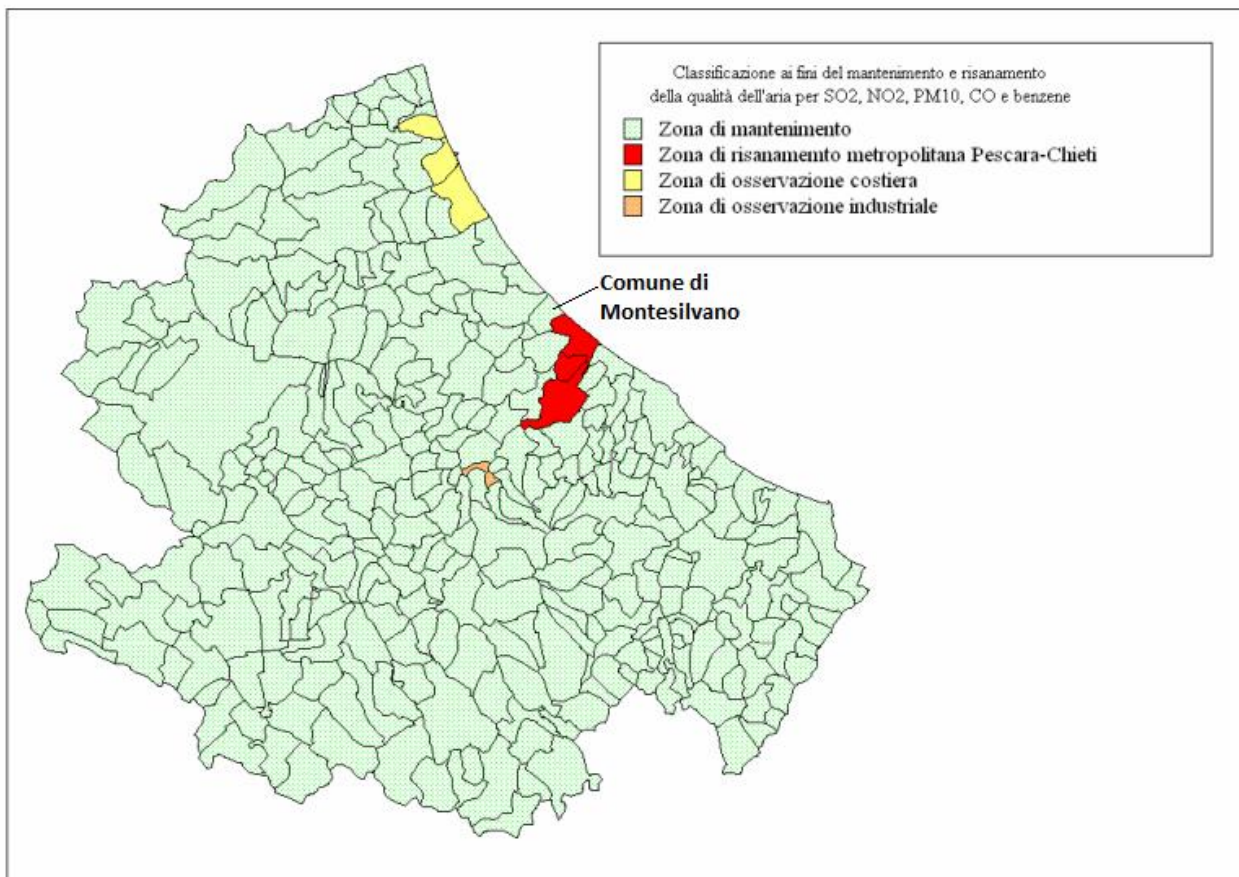 Classificazione ai fini del mantenimento e risanamento
della qualità dell'aria per SO2, NO2, PM10, CO e benzene
Zona di mantenimento
Zona di risanamemto metropolitana Pescara-Chieti
Zona di osservazione costiera
Zona di osservazione industriale
Comune di
Montesilvano